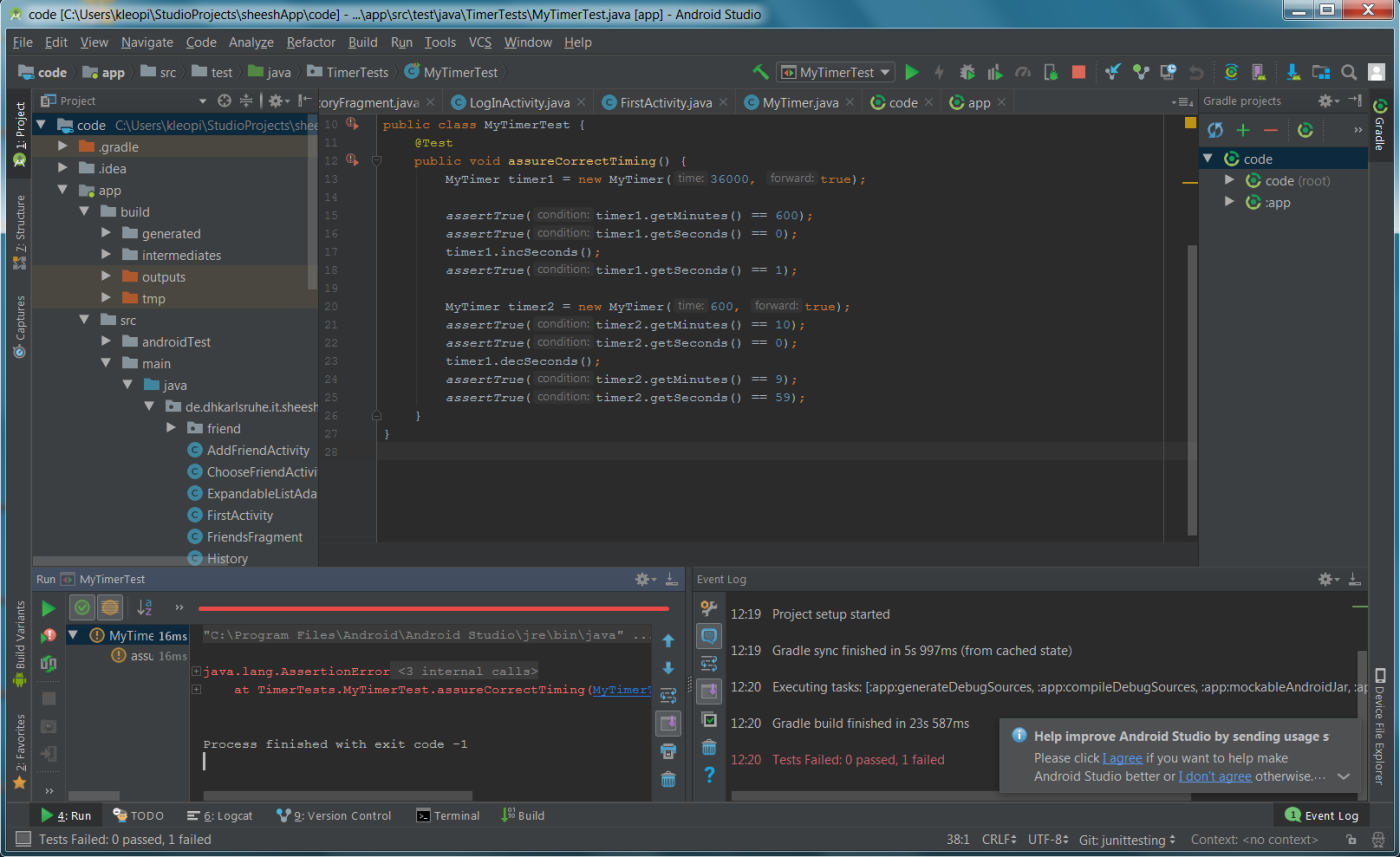 code [C:\Users\kleopi\StudioProjects\sheeshApp\code] - ...\app\src\test\java\TimerTests\MyTimerTest.java [app] - Android Studio
File Edit View Navigate Code Analyze Refactor Build Run Tools VCS Window Help
code app src test java TimerTests MyTimerTest
MyTimerTest
Project
oryFragment.java LogInActivity.java FirstActivity.java MyTimer.java code app
Gradle projects
1: Project
7: Structure
Captures
Build Variants
2: Favorites
code C:\Users\kleopi\StudioProjects\shee
.gradle
.idea
app
build
generated
intermediates
outputs
tmp
src
androidTest
main
java
de.dhkarlsruhe.it.sheesh
friend
AddFriendActivity
ChooseFriendActivi
ExpandableListAda
FirstActivity
FriendsFragment
History
10 public class MyTimerTest {
11 @Test
12 public void assureCorrectTiming() {
13 MyTimer timer1 = new MyTimer( time: 36000, forward: true);
14
15 assertTrue( condition: timer1.getMinutes() == 600);
16 assertTrue( condition: timer1.getSeconds() == 0);
17 timer1.incSeconds();
18 assertTrue( condition: timer1.getSeconds() == 1);
19
20 MyTimer timer2 = new MyTimer( time: 600, forward: true);
21 assertTrue( condition: timer2.getMinutes() == 10);
22 assertTrue( condition: timer2.getSeconds() == 0);
23 timer1.decSeconds();
24 assertTrue( condition: timer2.getMinutes() == 9);
25 assertTrue( condition: timer2.getSeconds() == 59);
26 }
27 }
28
code
code (root)
:app
Gradle
Device File Explorer
Run MyTimerTest
MyTime 16ms
assu 16ms
"C:\Program Files\Android\Android Studio\jre\bin\java" ...
java.lang.AssertionError <3 internal calls>
at TimerTests.MyTimerTest.assureCorrectTiming(MyTimerT
Process finished with exit code -1
Event Log
12:19 Project setup started
12:19 Gradle sync finished in 5s 997ms (from cached state)
12:20 Executing tasks: [:app:generateDebugSources, :app:compileDebugSources, :app:mockableAndroidJar, :ap
12:20 Gradle build finished in 23s 587ms
12:20 Tests Failed: 0 passed, 1 failed
Help improve Android Studio by sending usage s
Please click I agree if you want to help make
Android Studio better or I don't agree otherwise....
4: Run TODO 6: Logcat 9: Version Control Terminal Build 1 Event Log
Tests Failed: 0 passed, 1 failed 38:1 CRLF UTF-8 Git: junittesting Context: <no context>